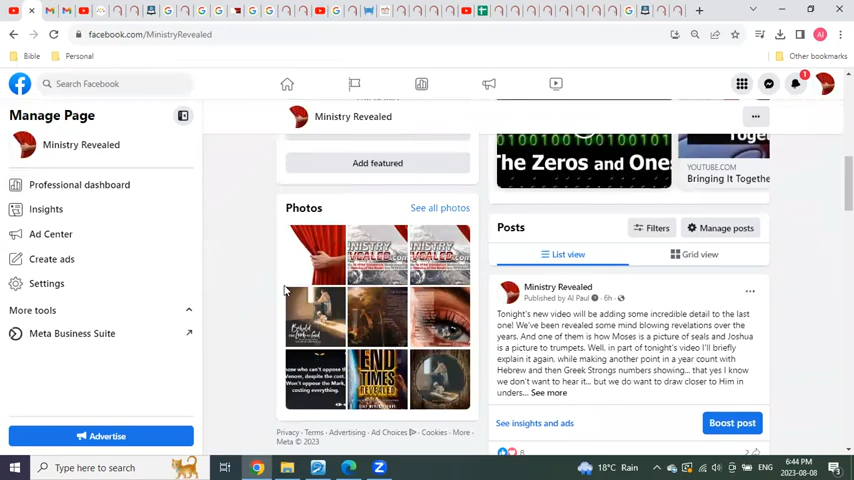 facebook.com/MinistryRevealed
Bible
Personal
Other bookmarks
Search Facebook
1
Manage Page
Ministry Revealed
Ministry Revealed
Professional dashboard
Insights
Ad Center
Create ads
Settings
More tools
Meta Business Suite
Advertise
Add featured
Photos
See all photos
Behold
END
TIMES
REVEALED
Privacy · Terms · Advertising · Ad Choices · Cookies · More ·
Meta © 2023
The Zeros and Ones
YOUTUBE.COM
Bringing It Togethe
Posts
Filters
Manage posts
List view
Grid view
Ministry Revealed
Published by Al Paul · 6h ·
Tonight's new video will be adding some incredible detail to the last
one! We've been revealed some mind blowing revelations over the
years. And one of them is how Moses is a picture of seals and Joshua
is a picture to trumpets. Well, in part of tonight's video I'll briefly
explain it again, while making another point in a year count with
Hebrew and then Greek Strongs numbers showing... that yes I know
we don't want to hear it... but we do want to draw closer to Him in
unders... See more
See insights and ads
Boost post
8
2
Type here to search
18°C Rain
ENG
6:44 PM
2023-08-08
3